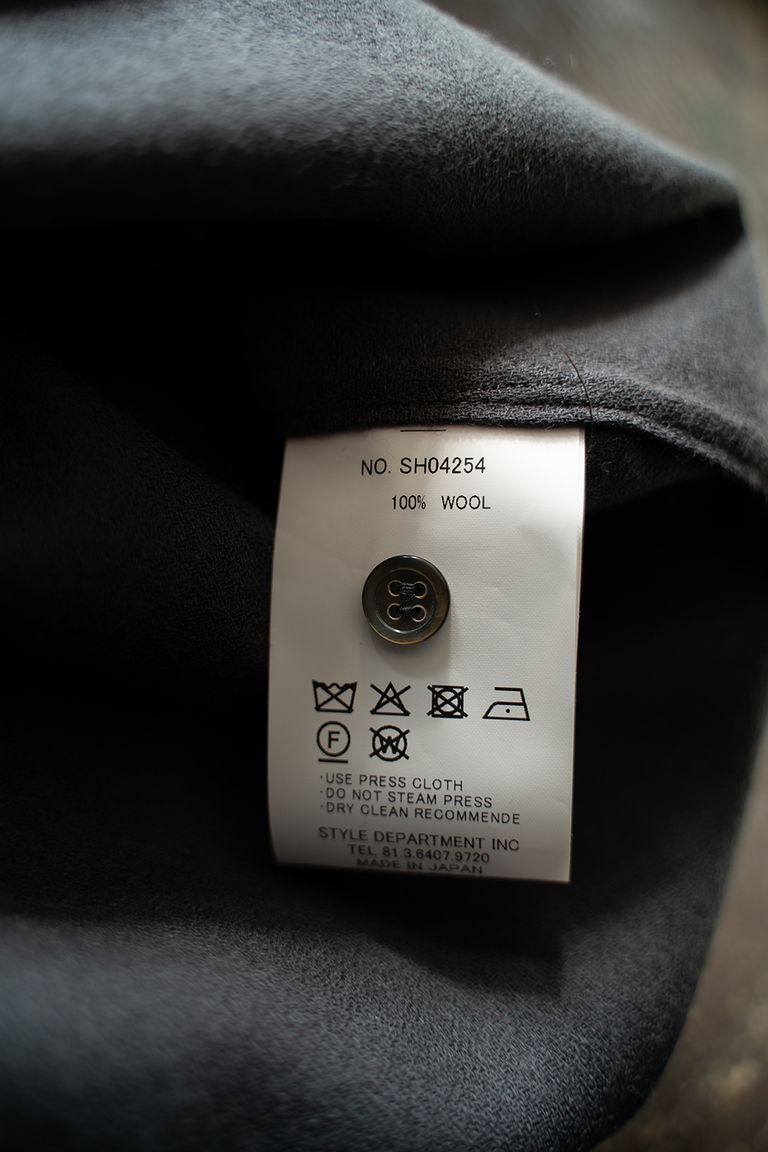 NO. SH04254
100% WOOL
F
W
·USE PRESS CLOTH
·DO NOT STEAM PRESS
·DRY CLEAN RECOMMENDE
STYLE DEPARTMENT INC
TEL 81.3.6407.9720
MADE IN JAPAN